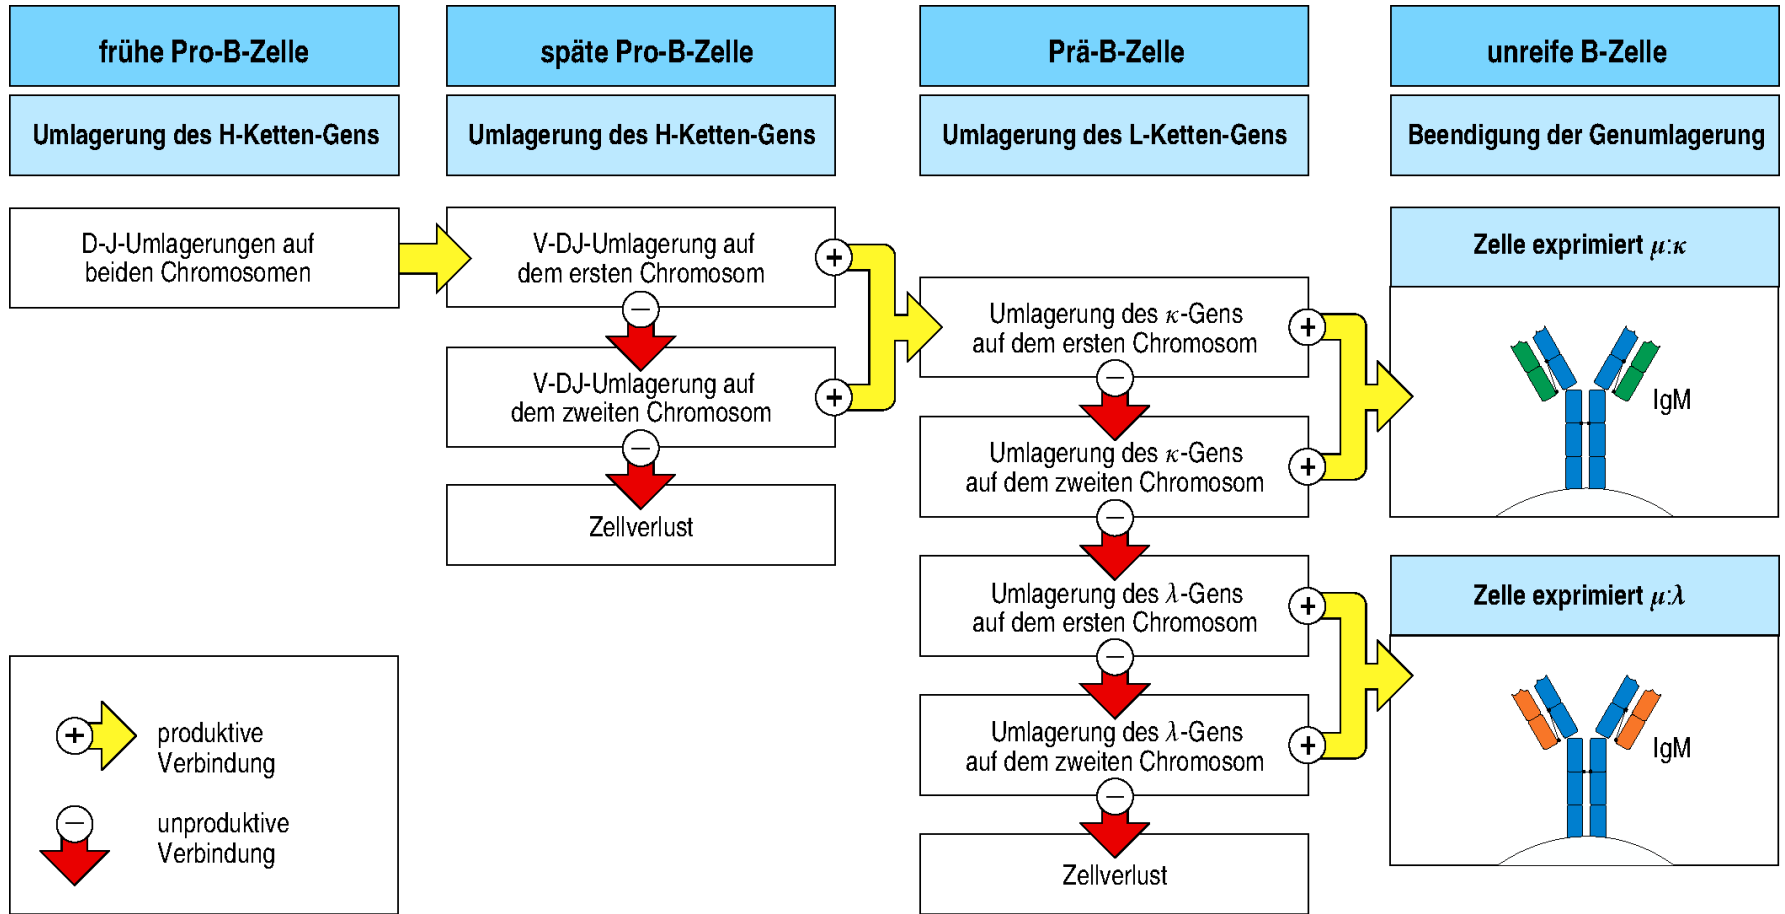 frühe Pro-B-Zelle
Umlagerung des H-Ketten-Gens
D-J-Umlagerungen auf
beiden Chromosomen
späte Pro-B-Zelle
Umlagerung des H-Ketten-Gens
V-DJ-Umlagerung auf
dem ersten Chromosom
+
−
V-DJ-Umlagerung auf
dem zweiten Chromosom
+
−
Zellverlust
Prä-B-Zelle
Umlagerung des L-Ketten-Gens
Umlagerung des κ-Gens
auf dem ersten Chromosom
+
−
Umlagerung des κ-Gens
auf dem zweiten Chromosom
+
−
Umlagerung des λ-Gens
auf dem ersten Chromosom
+
−
Umlagerung des λ-Gens
auf dem zweiten Chromosom
+
−
Zellverlust
unreife B-Zelle
Beendigung der Genumlagerung
Zelle exprimiert μ:κ
IgM
Zelle exprimiert μ:λ
IgM
+
produktive
Verbindung
−
unproduktive
Verbindung